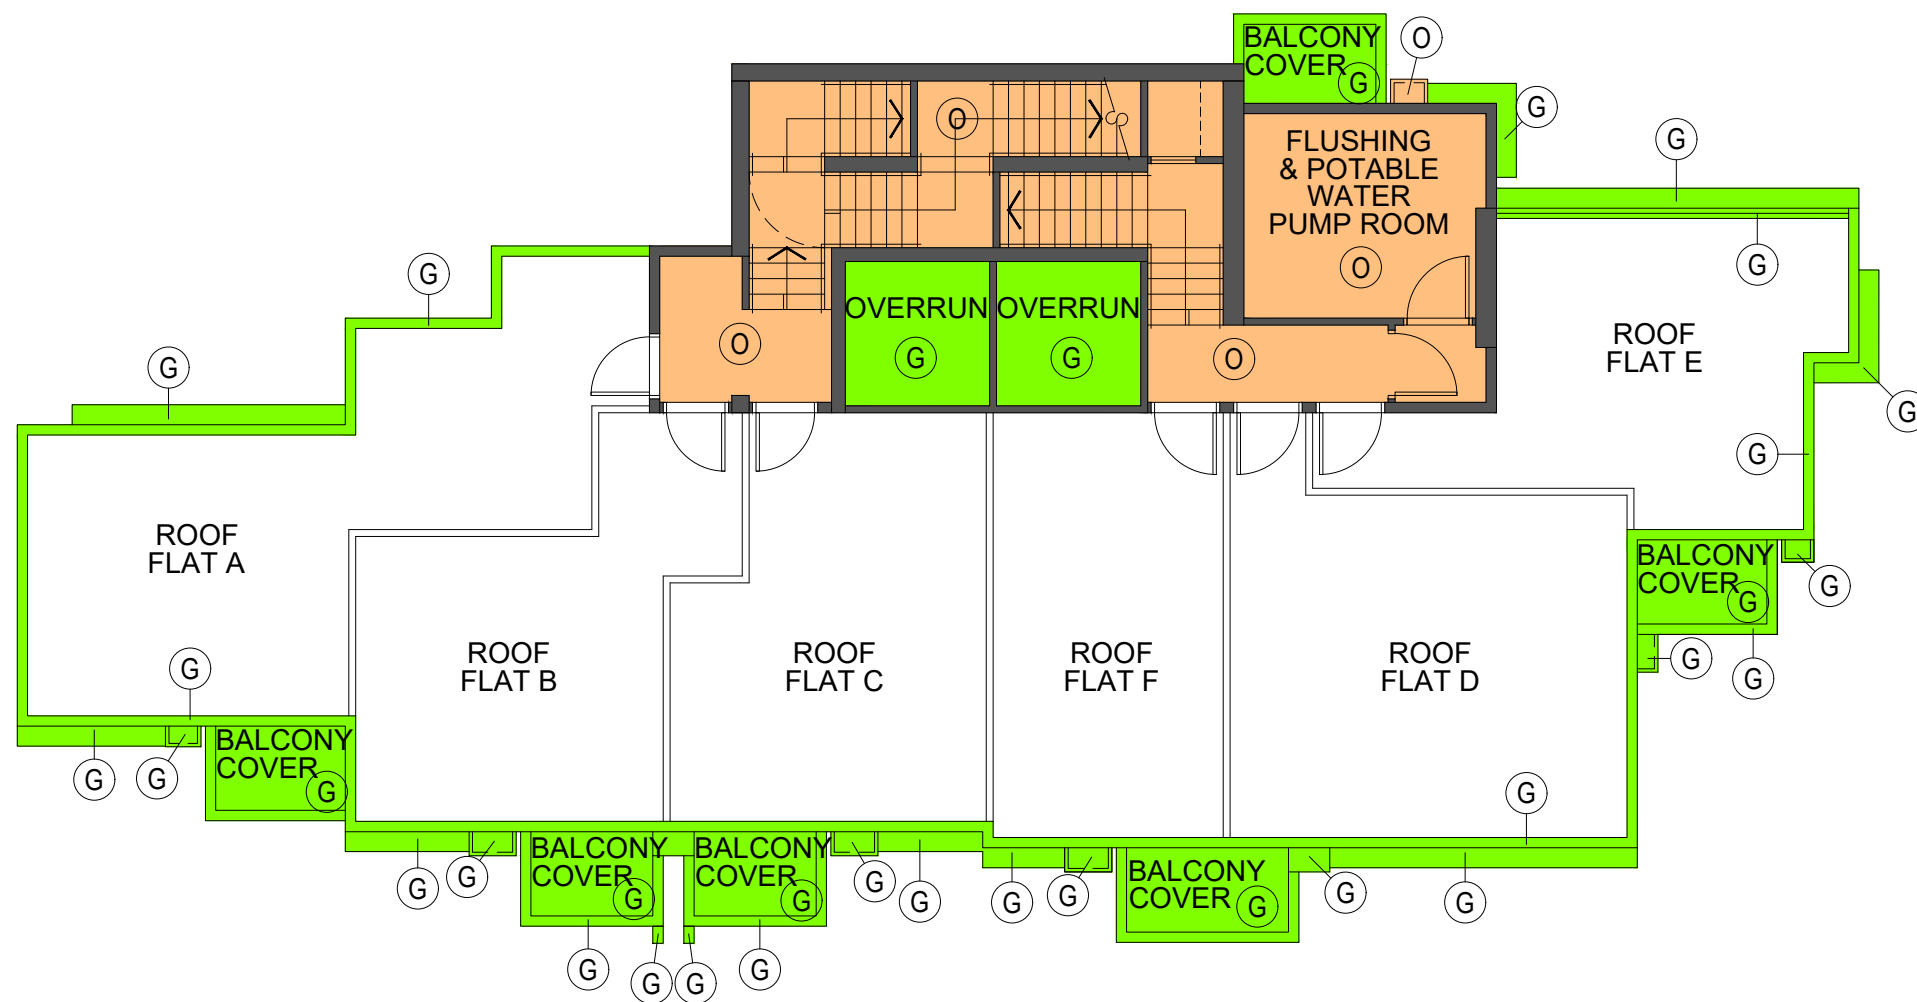 BALCONY
COVER
G
O
G
O
FLUSHING
& POTABLE
WATER
PUMP ROOM
O
G
G
G
G
OVERRUN
G
OVERRUN
G
O
O
ROOF
FLAT E
G
G
G
ROOF
FLAT A
BALCONY
COVER
G
G
G
G
ROOF
FLAT B
ROOF
FLAT C
ROOF
FLAT F
ROOF
FLAT D
G
BALCONY
COVER
G
G
G
G
BALCONY
COVER
G
BALCONY
COVER
G
BALCONY
COVER
G
G
G
G
G
G
G
G
G
G
G
G
G
G